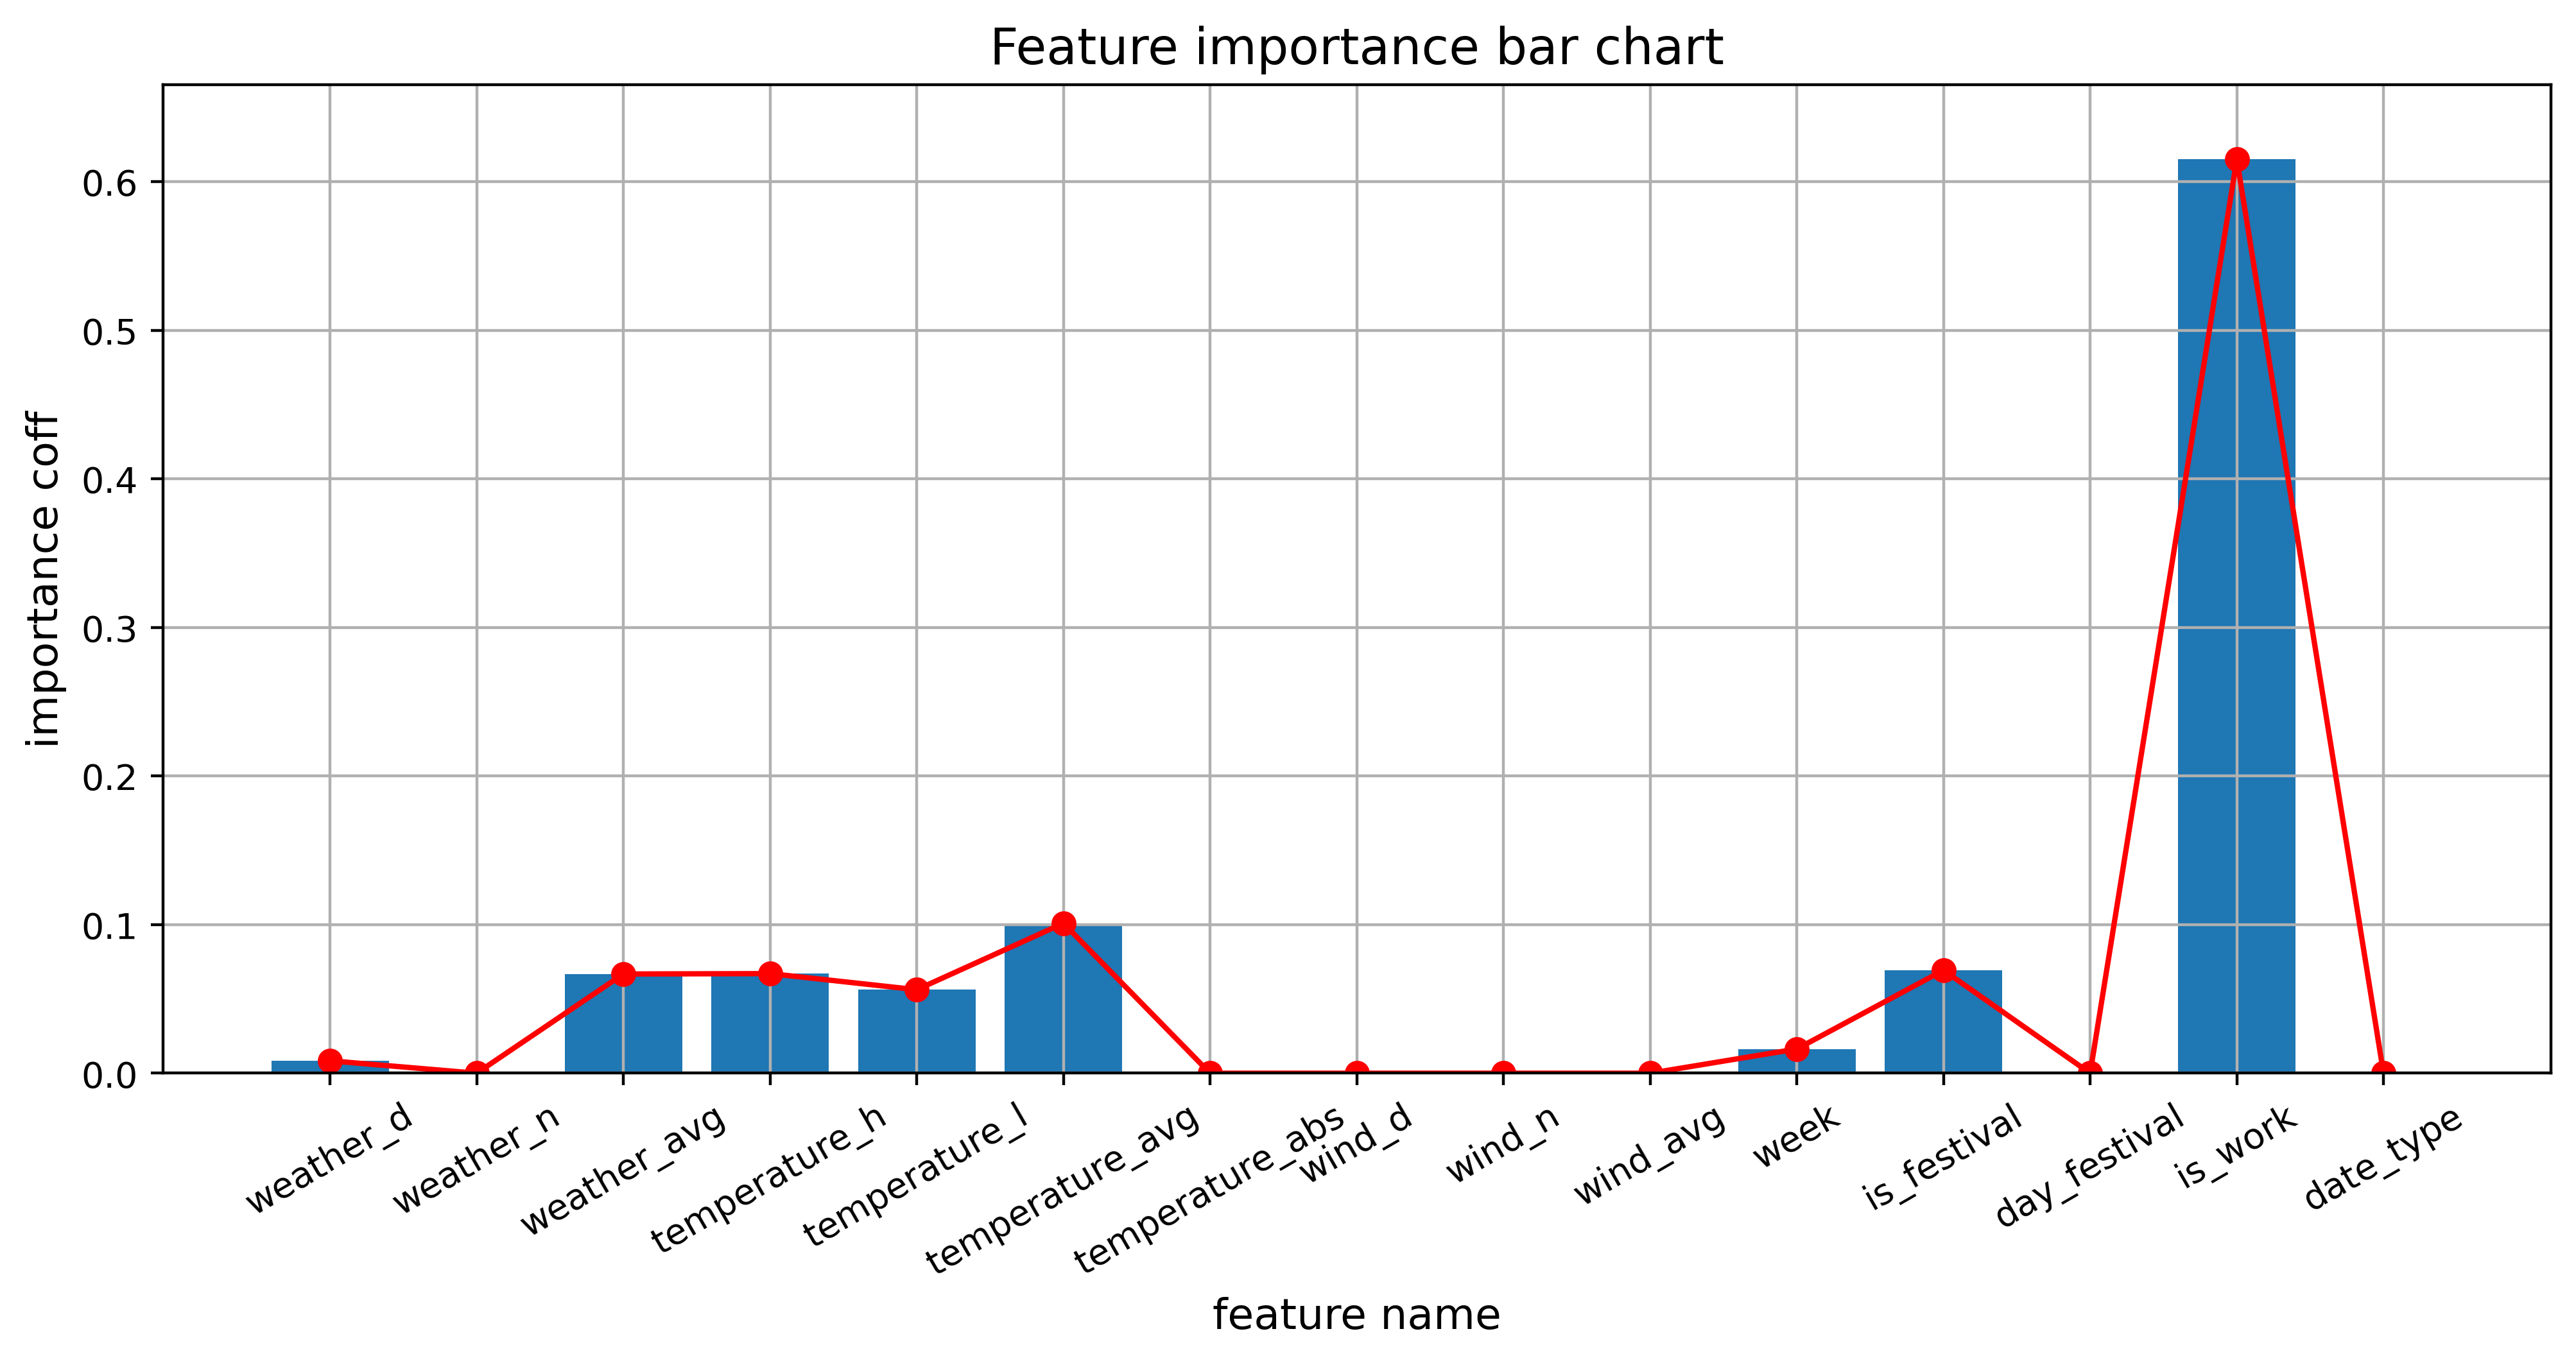 Feature importance bar chart
importance coff
0.6
0.5
0.4
0.3
0.2
0.1
0.0
weather_d
weather_n
weather_avg
temperature_h
temperature_l
temperature_avg
temperature_abs
wind_d
wind_n
wind_avg
week
is_festival
day_festival
is_work
date_type
feature name